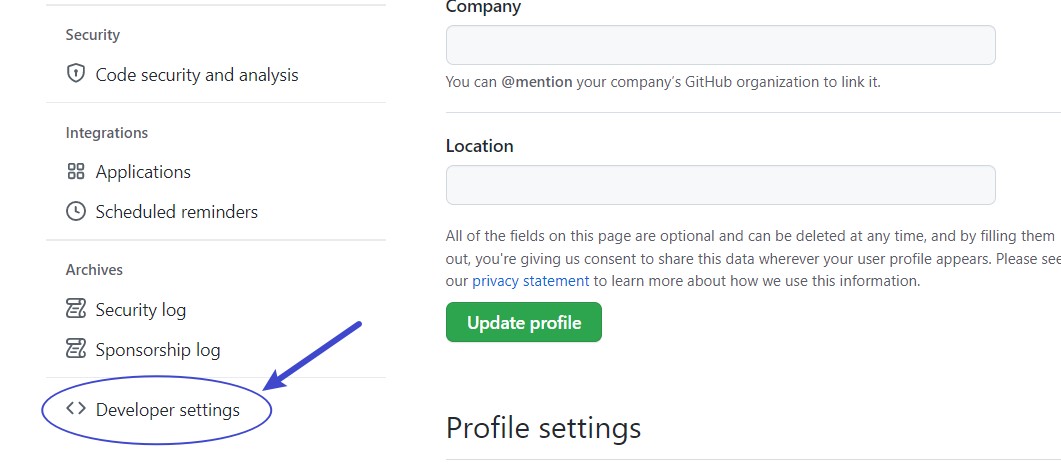 Security
Code security and analysis
Integrations
Applications
Scheduled reminders
Archives
Security log
Sponsorship log
Developer settings
Company
You can @mention your company's GitHub organization to link it.
Location
All of the fields on this page are optional and can be deleted at any time, and by filling them
out, you're giving us consent to share this data wherever your user profile appears. Please see
our privacy statement to learn more about how we use this information.
Update profile
Profile settings